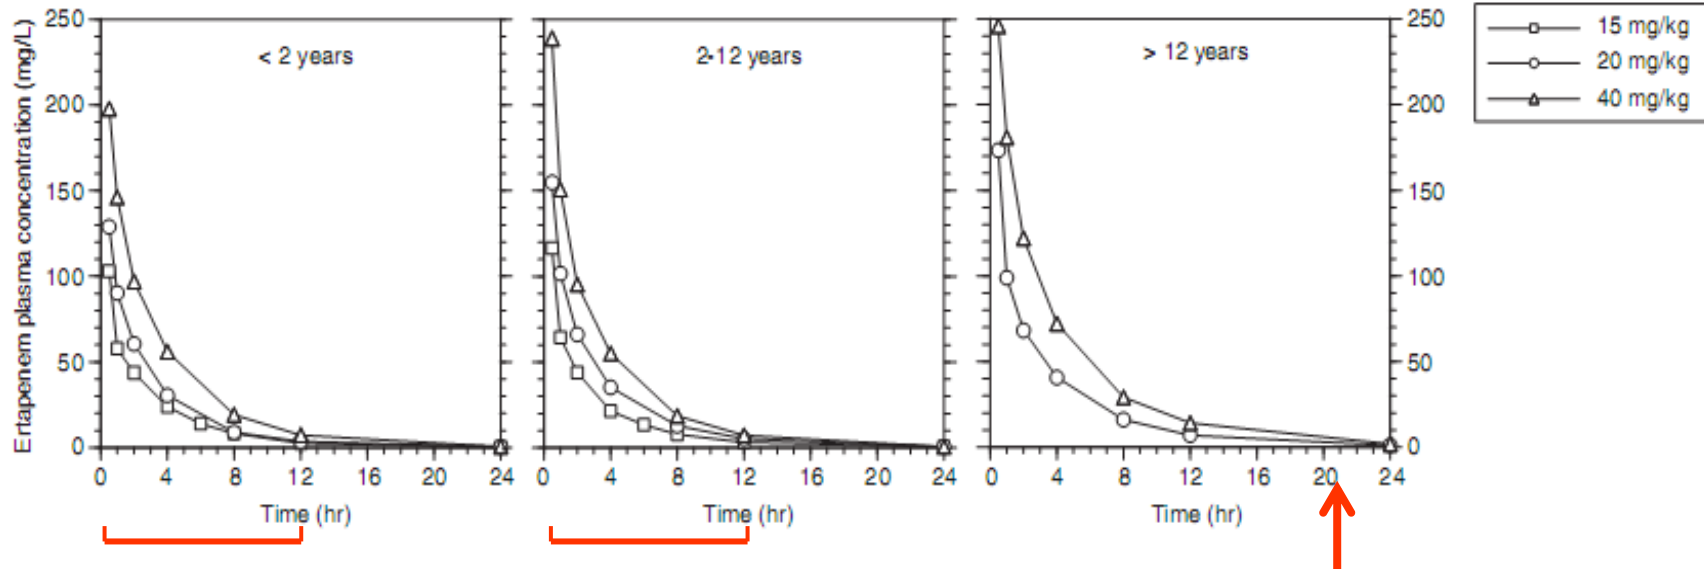 Ertapenem plasma concentration (mg/L)
250
200
150
100
50
0
< 2 years
0 4 8 12 16 20 24
Time (hr)
2-12 years
0 4 8 12 16 20 24
Time (hr)
> 12 years
0 4 8 12 16 20 24
Time (hr)
250
200
150
100
50
0
15 mg/kg
20 mg/kg
40 mg/kg